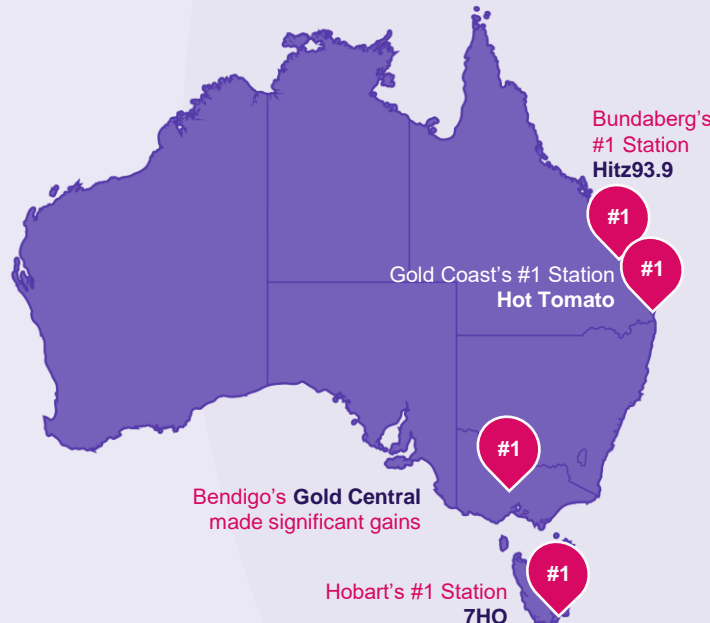 Bundaberg's
#1 Station
Hitz93.9
#1
#1
Gold Coast's #1 Station
Hot Tomato
#1
Bendigo's Gold Central
made significant gains
#1
Hobart's #1 Station
7HO